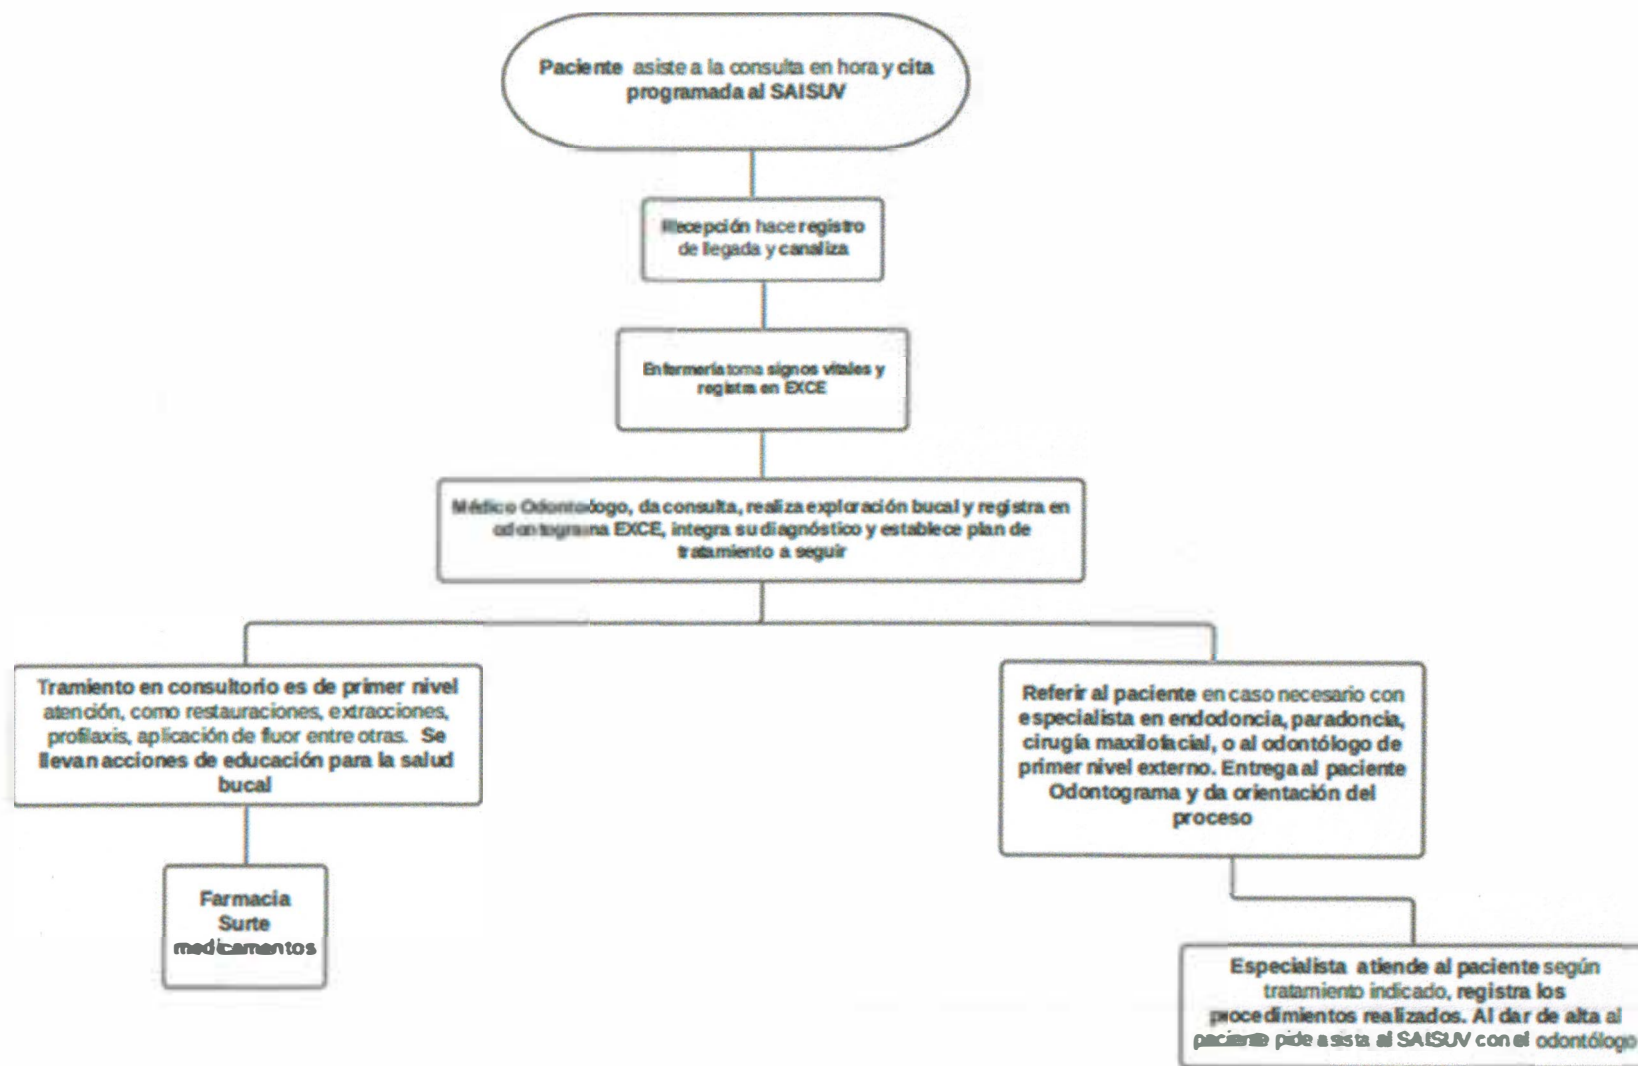 Paciente asiste a la consulta en hora y cita
programada al SAISUV
Recepción hace registro
de llegada y canaliza
Enfermería toma signos vitales y
registra en EXCE
Médico Odontologo, da consulta, realiza exploración bucal y registra en
odontograma EXCE, integra su diagnóstico y establece plan de
tratamiento a seguir
Tramiento en consultorio es de primer nivel
atención, como restauraciones, extracciones,
profilaxis, aplicación de fluor entre otras. Se
llevan acciones de educación para la salud
bucal
Referir al paciente en caso necesario con
especialista en endodoncia, paradoncia,
cirugía maxilofacial, o al odontólogo de
primer nivel externo. Entrega al paciente
Odontograma y da orientación del
proceso
Farmacia
Surte
medicamentos
Especialista atiende al paciente según
tratamiento indicado, registra los
procedimientos realizados. Al dar de alta al
paciente pide asista al SAISUV con el odontólogo